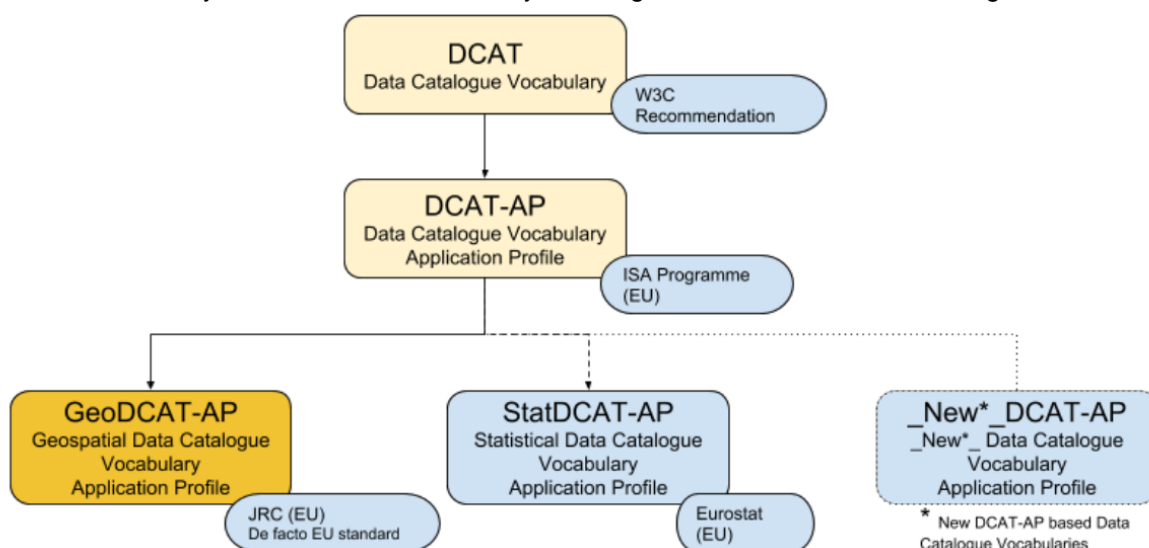 DCAT
Data Catalogue Vocabulary
W3C
Recommendation
DCAT-AP
Data Catalogue Vocabulary
Application Profile
ISA Programme
(EU)
GeoDCAT-AP
Geospatial Data Catalogue
Vocabulary
Application Profile
JRC (EU)
De facto EU standard
StatDCAT-AP
Statistical Data Catalogue
Vocabulary
Application Profile
Eurostat
(EU)
_New*_DCAT-AP
_New*_ Data Catalogue
Vocabulary
Application Profile
* New DCAT-AP based Data
Catalogue Vocabularies